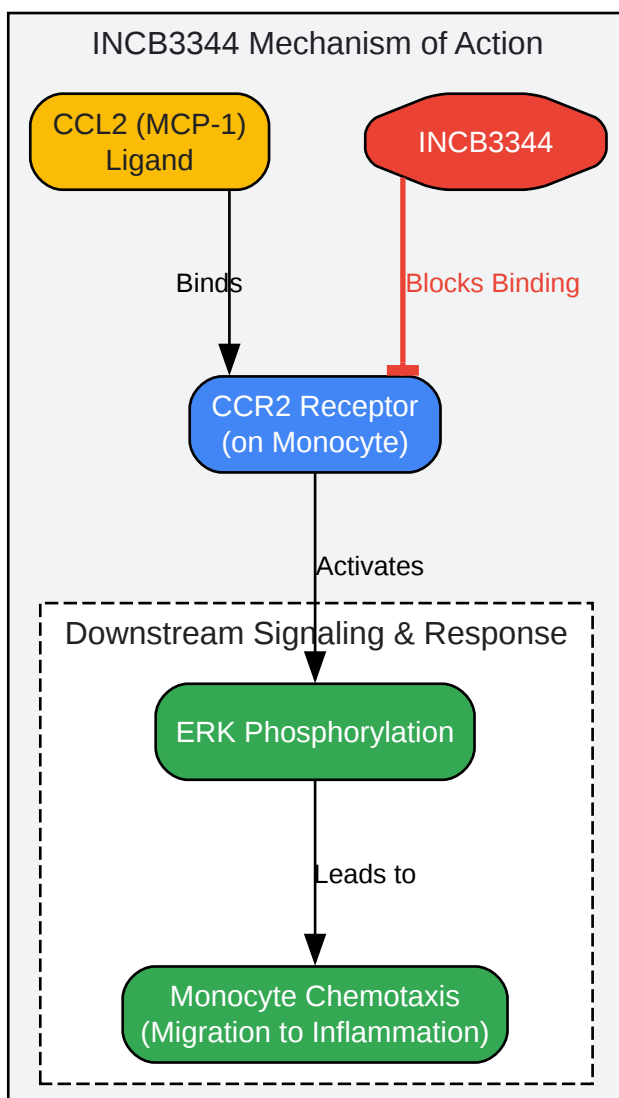 INCB3344 Mechanism of Action
CCL2 (MCP-1)
Ligand
INCB3344
Binds
Blocks Binding
CCR2 Receptor
(on Monocyte)
Activates
Downstream Signaling & Response
ERK Phosphorylation
Leads to
Monocyte Chemotaxis
(Migration to Inflammation)